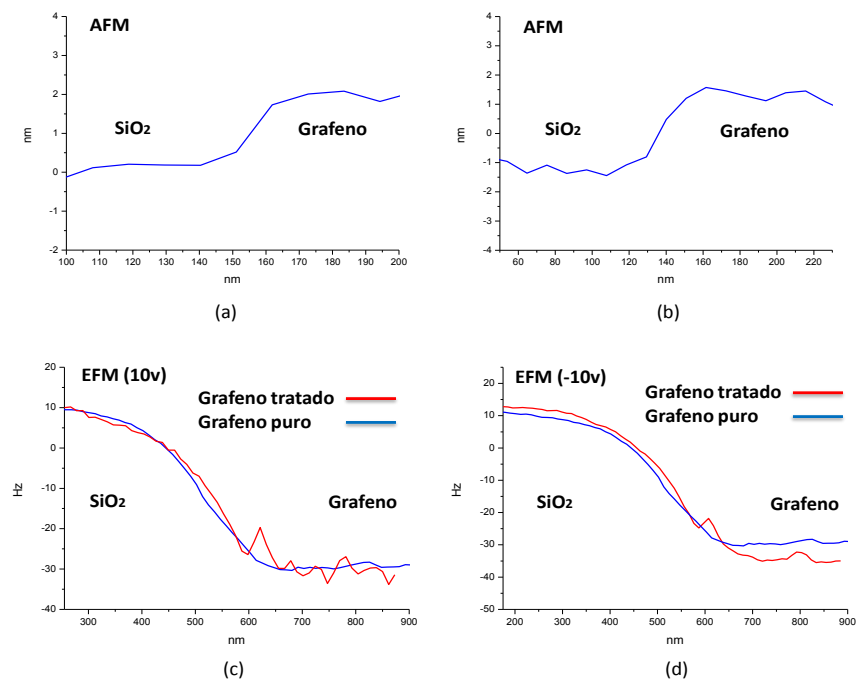 AFM
4
3
2
1
0
-1
-2
nm
SiO2
Grafeno
100 110 120 130 140 150 160 170 180 190 200
nm
(a)
AFM
4
3
2
1
0
-1
-2
-3
-4
nm
SiO2
Grafeno
60 80 100 120 140 160 180 200 220
nm
(b)
EFM (10v)
20
10
0
-10
-20
-30
-40
Hz
Grafeno tratado
Grafeno puro
SiO2
Grafeno
300 400 500 600 700 800 900
nm
(c)
EFM (-10v)
20
10
0
-10
-20
-30
-40
-50
Hz
Grafeno tratado
Grafeno puro
SiO2
Grafeno
200 300 400 500 600 700 800 900
nm
(d)